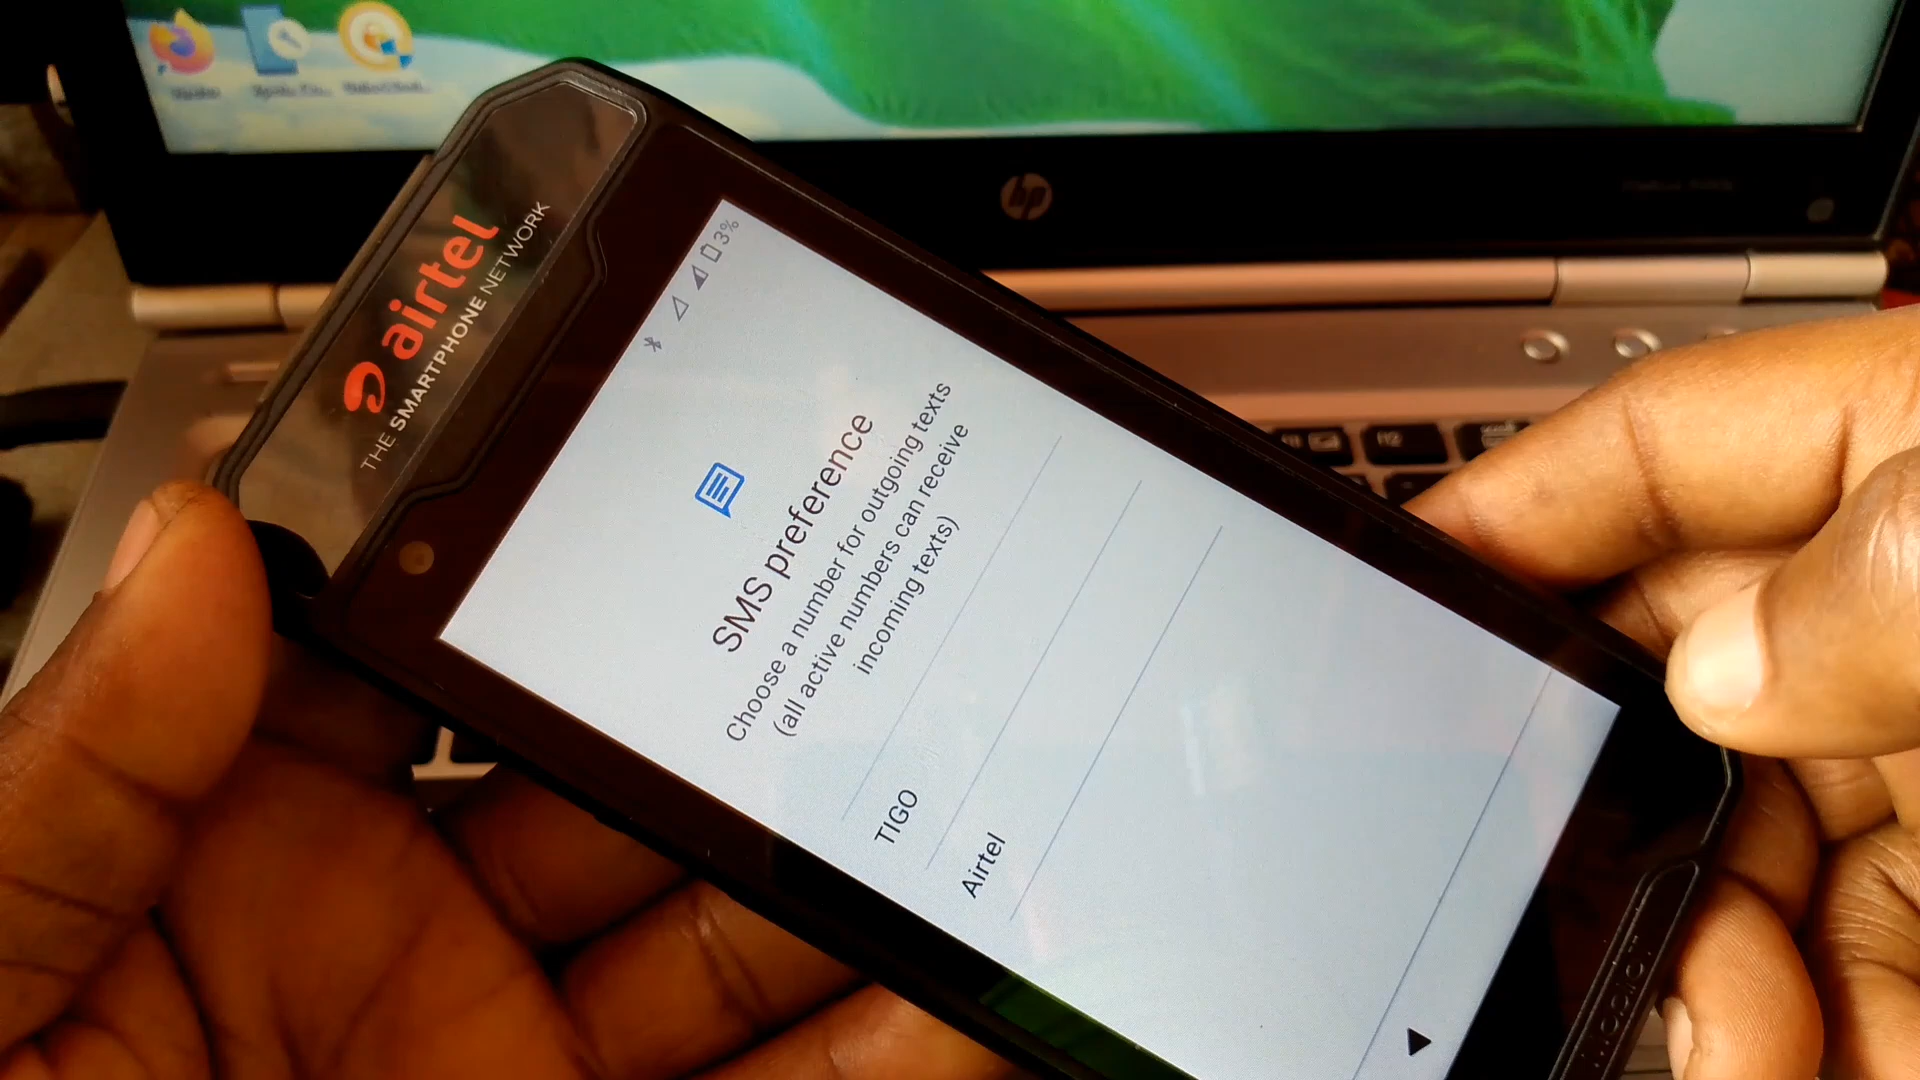 hp
airtel
THE SMARTPHONE NETWORK
3%
SMS preference
Choose a number for outgoing texts
(all active numbers can receive
incoming texts)
TIGO
Airtel